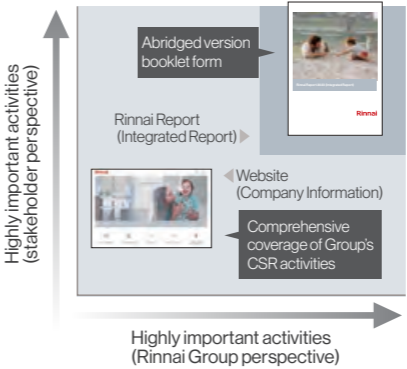 Highly important activities
(stakeholder perspective)
Abridged version
booklet form
Rinnai
Rinnai Report
(Integrated Report)
Website
(Company Information)
Comprehensive
coverage of Group's
CSR activities
Highly important activities
(Rinnai Group perspective)